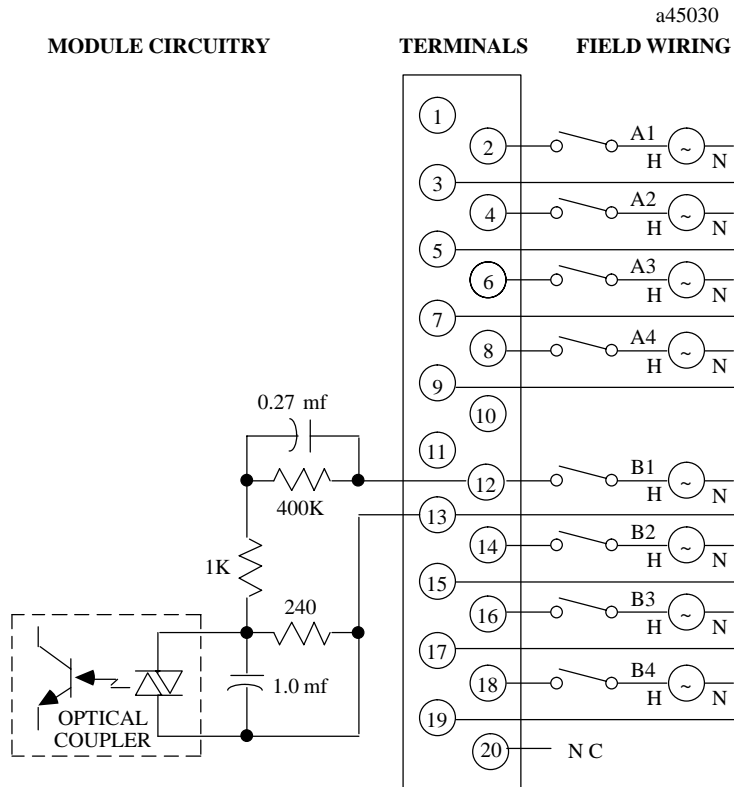 a45030
MODULE CIRCUITRY TERMINALS FIELD WIRING
1
2 A1 H ~ N
3
4 A2 H ~ N
5
6 A3 H ~ N
7
8 A4 H ~ N
9
0.27 mf
10
11
400K
12 B1 H ~ N
13
14 B2 H ~ N
1K
15
240
16 B3 H ~ N
17
1.0 mf
18 B4 H ~ N
OPTICAL
COUPLER
19
20 N C